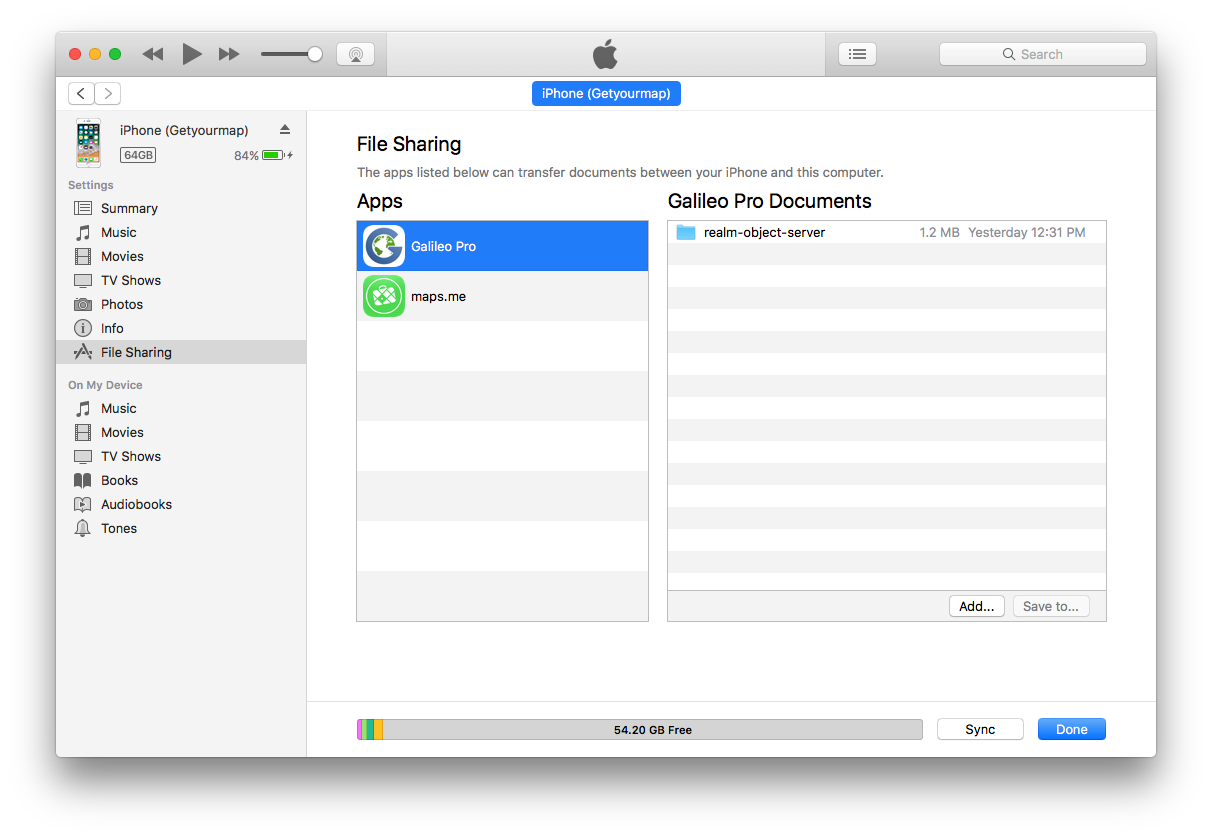 Search
iPhone (Getyourmap)
iPhone (Getyourmap)
64GB 84%
Settings
Summary
Music
Movies
TV Shows
Photos
Info
File Sharing
On My Device
Music
Movies
TV Shows
Books
Audiobooks
Tones
File Sharing
The apps listed below can transfer documents between your iPhone and this computer.
Apps
Galileo Pro
maps.me
Galileo Pro Documents
realm-object-server 1.2 MB Yesterday 12:31 PM
Add... Save to...
54.20 GB Free
Sync Done